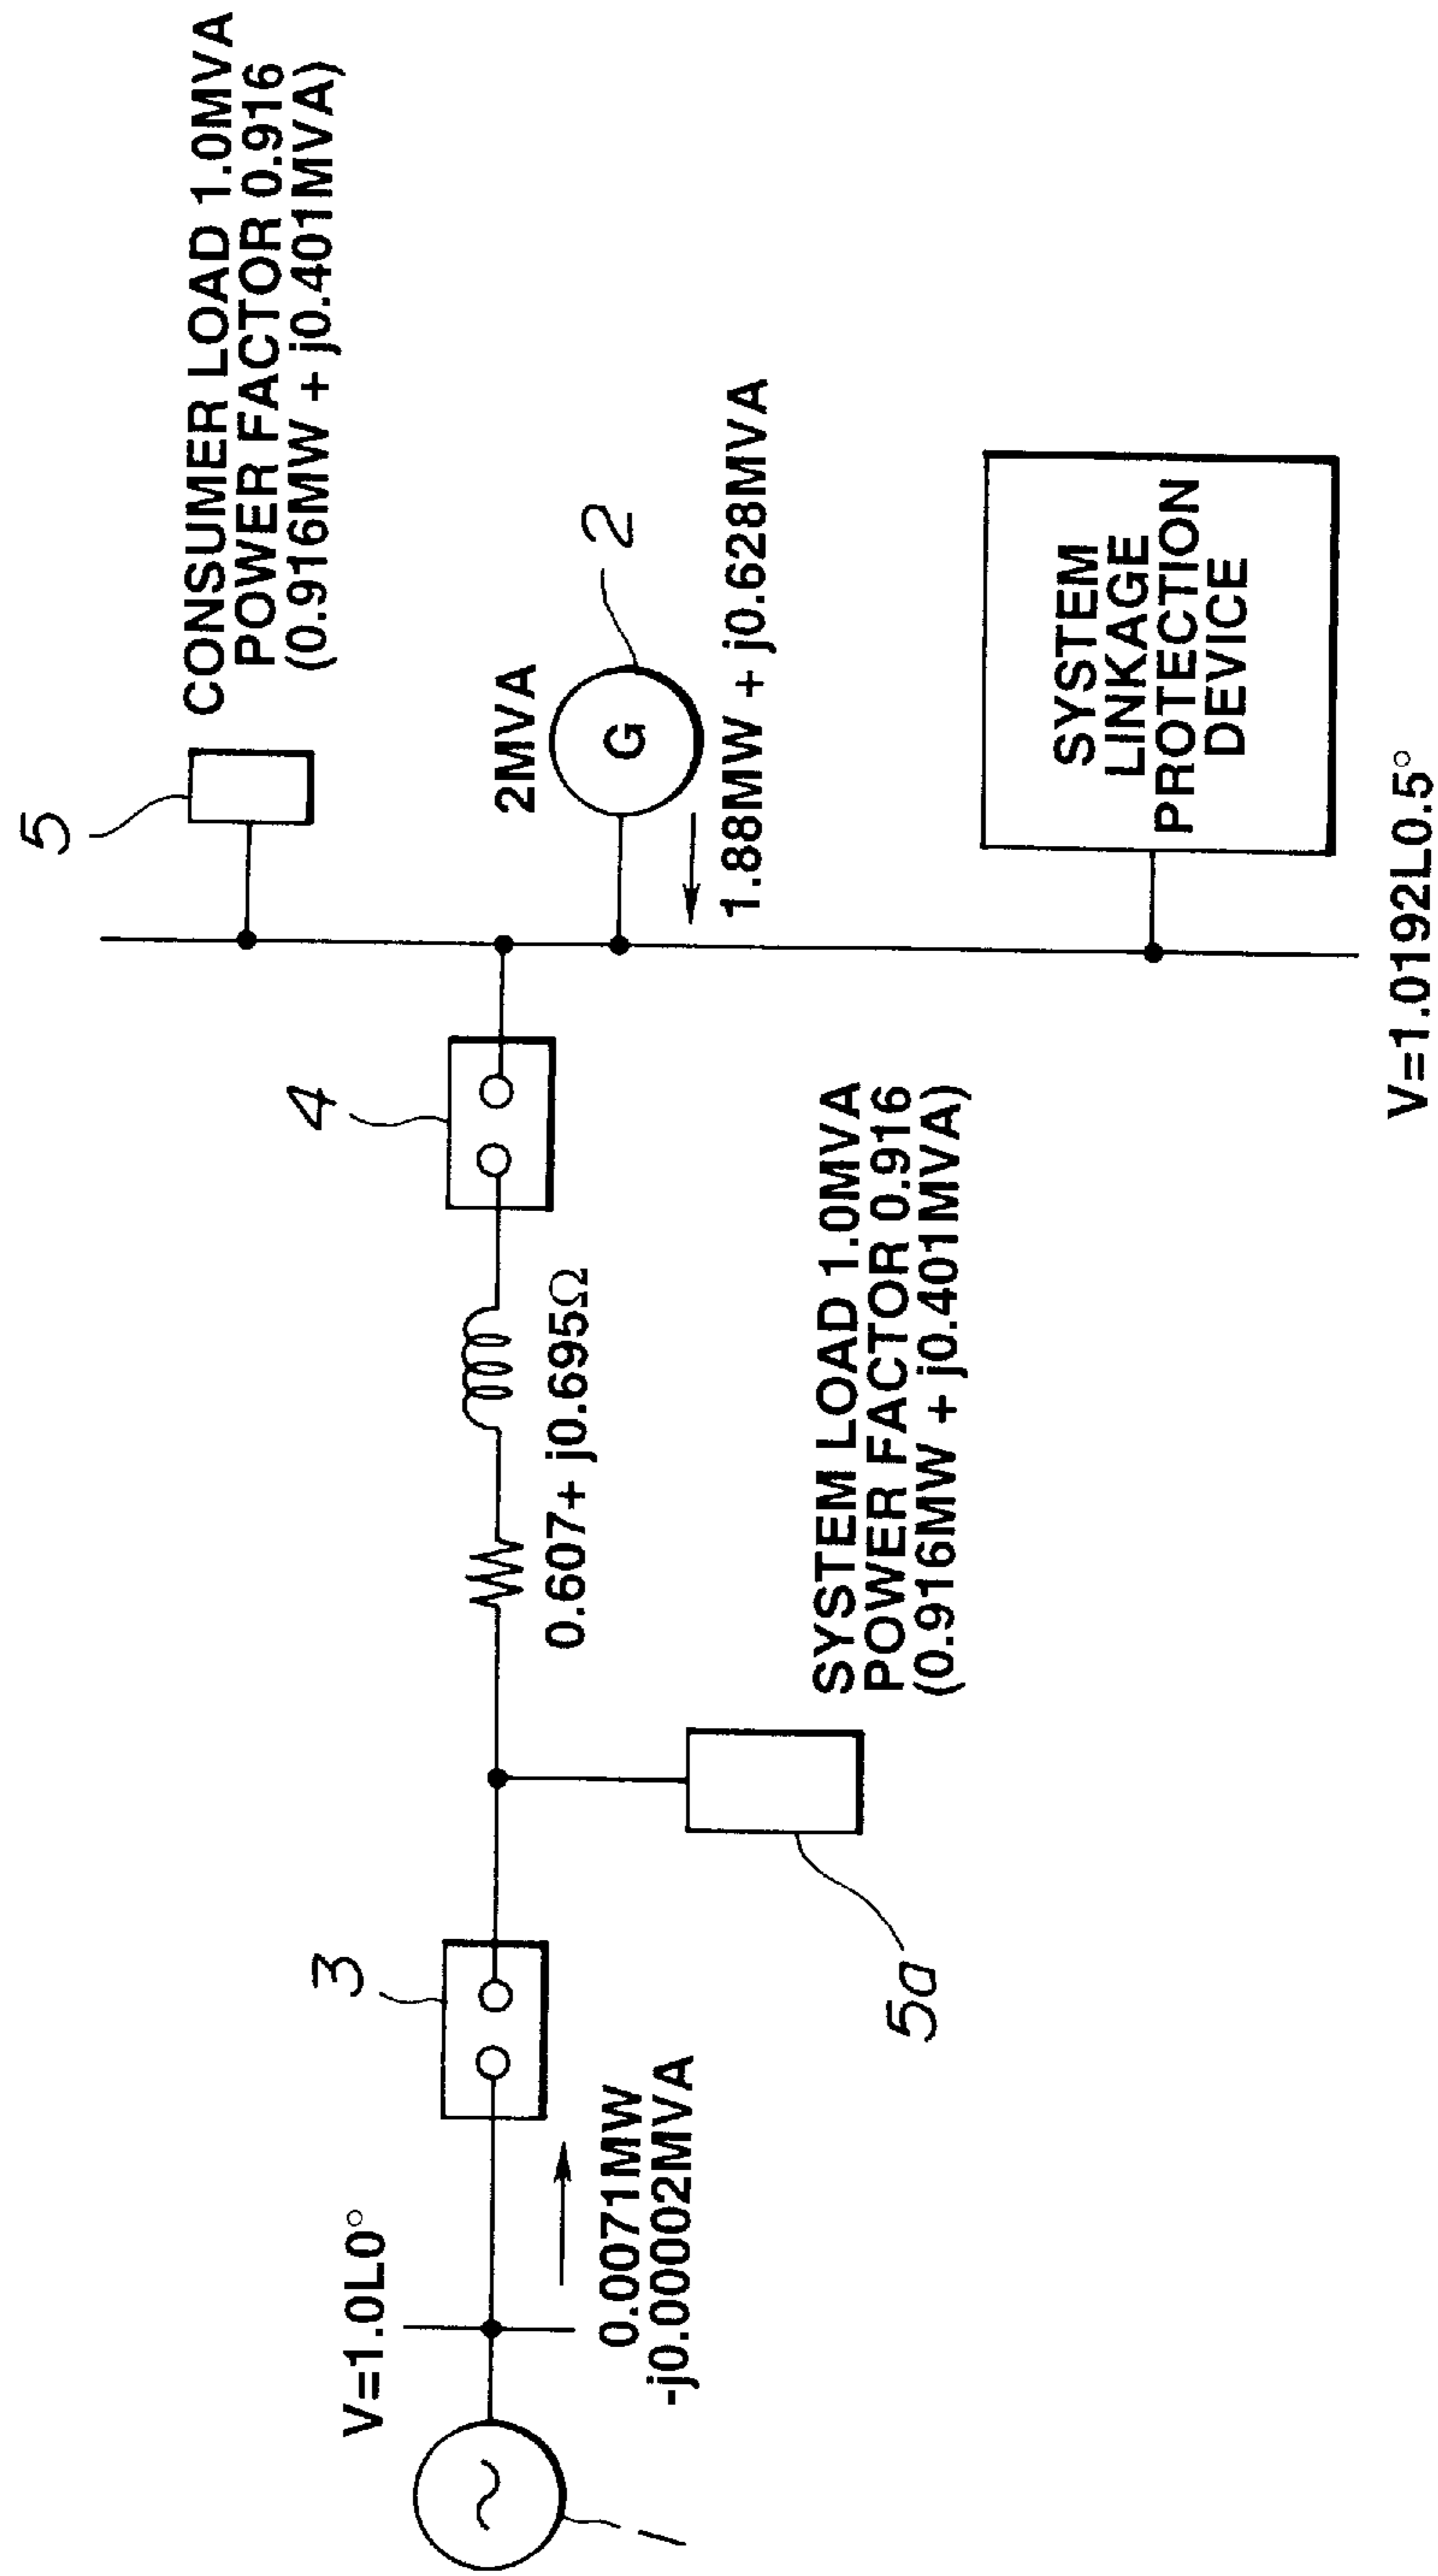 CONSUMER LOAD 1.0MVA
POWER FACTOR 0.916
(0.916MW + j0.401MVA)
5
2MVA
G
2
1.88MW + j0.628MVA
SYSTEM
LINKAGE
PROTECTION
DEVICE
V=1.0192L0.5°
4
0.607+ j0.695Ω
SYSTEM LOAD 1.0MVA
POWER FACTOR 0.916
(0.916MW + j0.401MVA)
5a
3
V=1.0L0°
0.0071MW
-j0.00002MVA
1